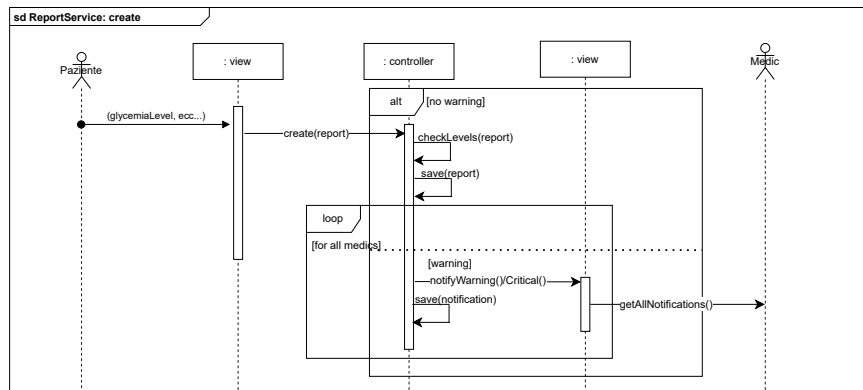 sd ReportService: create
Paziente
: view
: controller
: view
Medic
alt
[no warning]
(glycemiaLevel, ecc...)
create(report)
checkLevels(report)
save(report)
loop
[for all medics]
[warning]
notifyWarning()/Critical()
save(notification)
getAllNotifications()